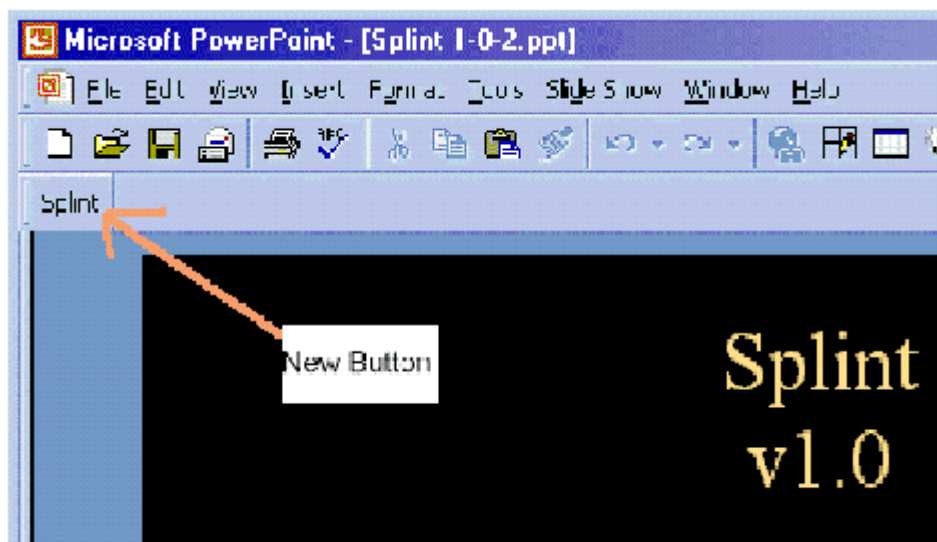 Microsoft PowerPoint - [Splint 1-0-2.ppt]
File Edit View Insert Format Tools Slide Show Window Help
Splint
New Button
Splint
v1.0